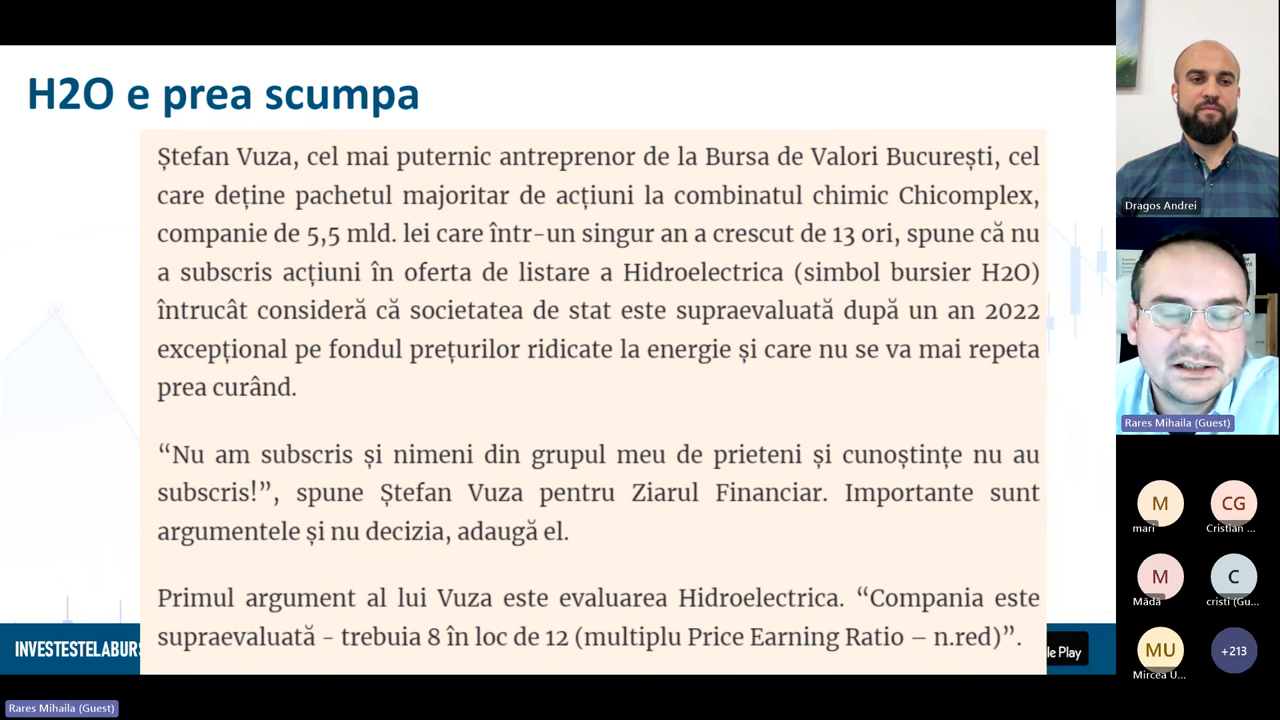 H2O e prea scumpa
Ștefan Vuza, cel mai puternic antreprenor de la Bursa de Valori București, cel
care deține pachetul majoritar de acțiuni la combinatul chimic Chicomplex,
companie de 5,5 mld. lei care într-un singur an a crescut de 13 ori, spune că nu
a subscris acțiuni în oferta de listare a Hidroelectrica (simbol bursier H2O)
întrucât consideră că societatea de stat este supraevaluată după un an 2022
excepțional pe fondul prețurilor ridicate la energie și care nu se va mai repeta
prea curând.
“Nu am subscris și nimeni din grupul meu de prieteni și cunoștințe nu au
subscris!”, spune Ștefan Vuza pentru Ziarul Financiar. Importante sunt
argumentele și nu decizia, adaugă el.
Primul argument al lui Vuza este evaluarea Hidroelectrica. “Compania este
supraevaluată - trebuia 8 în loc de 12 (multiplu Price Earning Ratio – n.red)”.
INVESTESTELABURS
le Play
Dragos Andrei
Rares Mihaila (Guest)
M
CG
mari
Cristian ...
M
C
Măda
cristi (Gu...
MU
+213
Mircea U...
Rares Mihaila (Guest)